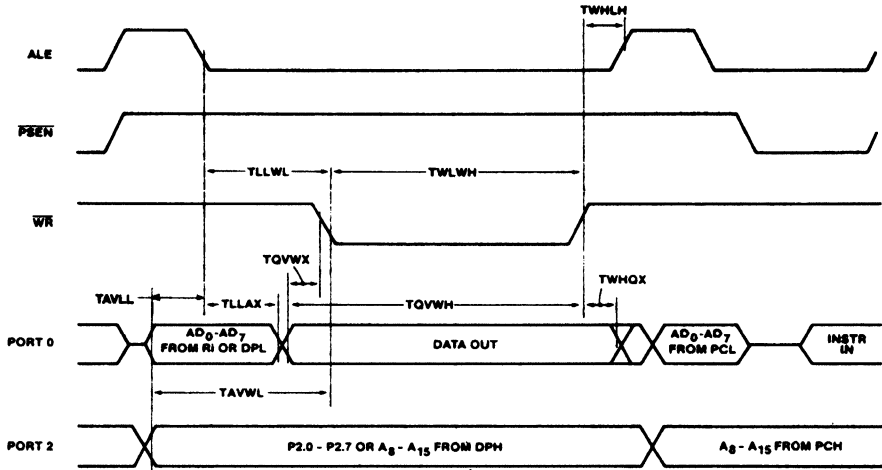 TWHLH
ALE
PSEN
TLLWL
TWLWH
WR
TQVWX
TWHQX
TAVLL
TLLAX
TQVWH
PORT 0
AD0-AD7
FROM RI OR DPL
DATA OUT
AD0-AD7
FROM PCL
INSTR
IN
TAVWL
PORT 2
P2.0 - P2.7 OR A8 - A15 FROM DPH
A8 - A15 FROM PCH